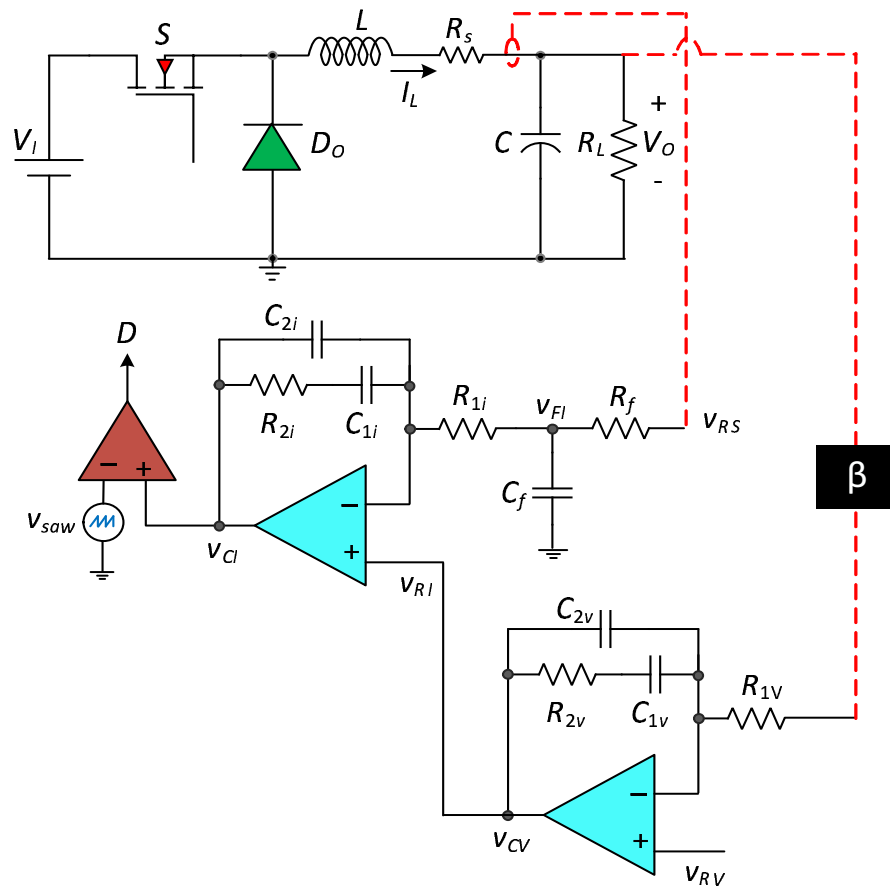 S
L
R_s
I_L
V_I
D_O
C
R_L
+
V_O
-
D
C_2i
R_2i
C_1i
R_1i
v_FI
R_f
v_RS
C_f
− +
v_saw
v_CI
−
+
v_RI
β
C_2v
R_2v
C_1v
R_1V
−
+
v_CV
v_RV